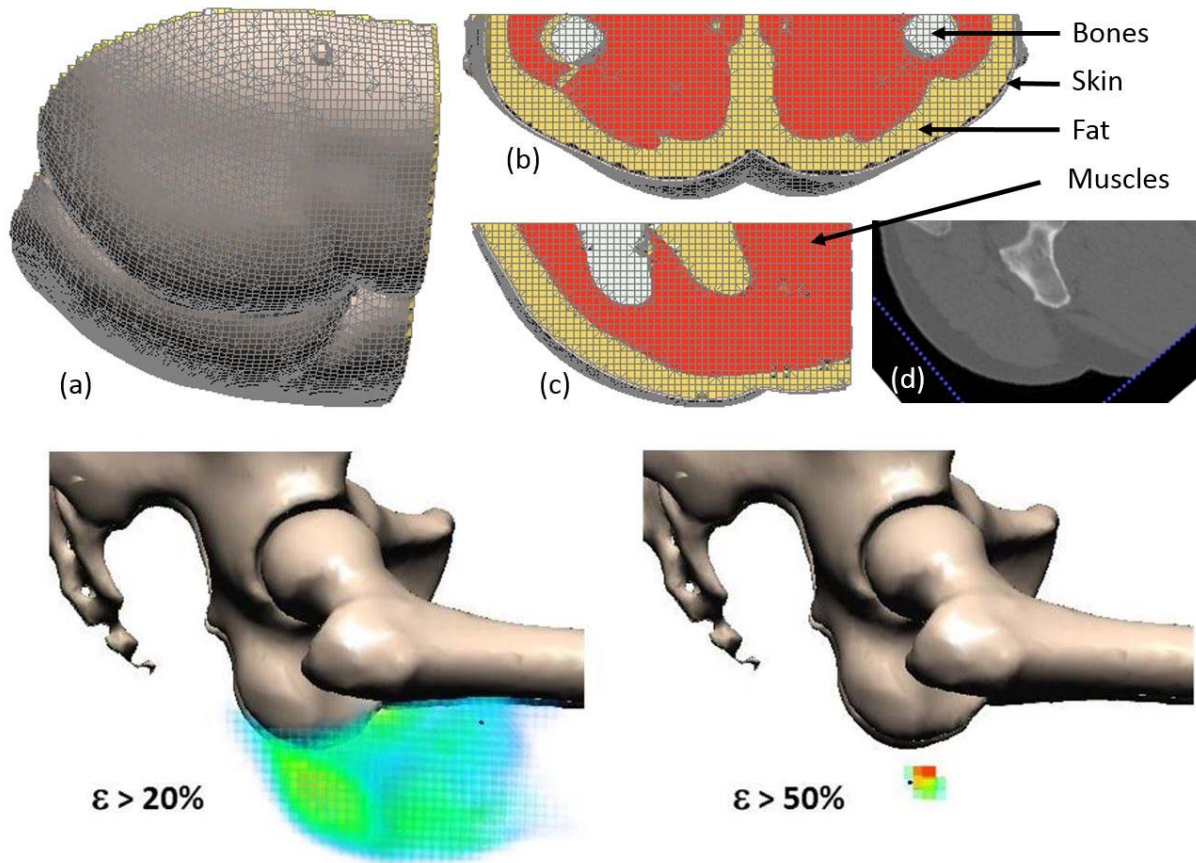 Bones
Skin
Fat
(b)
Muscles
(a)
(c)
(d)
ε > 20%
ε > 50%